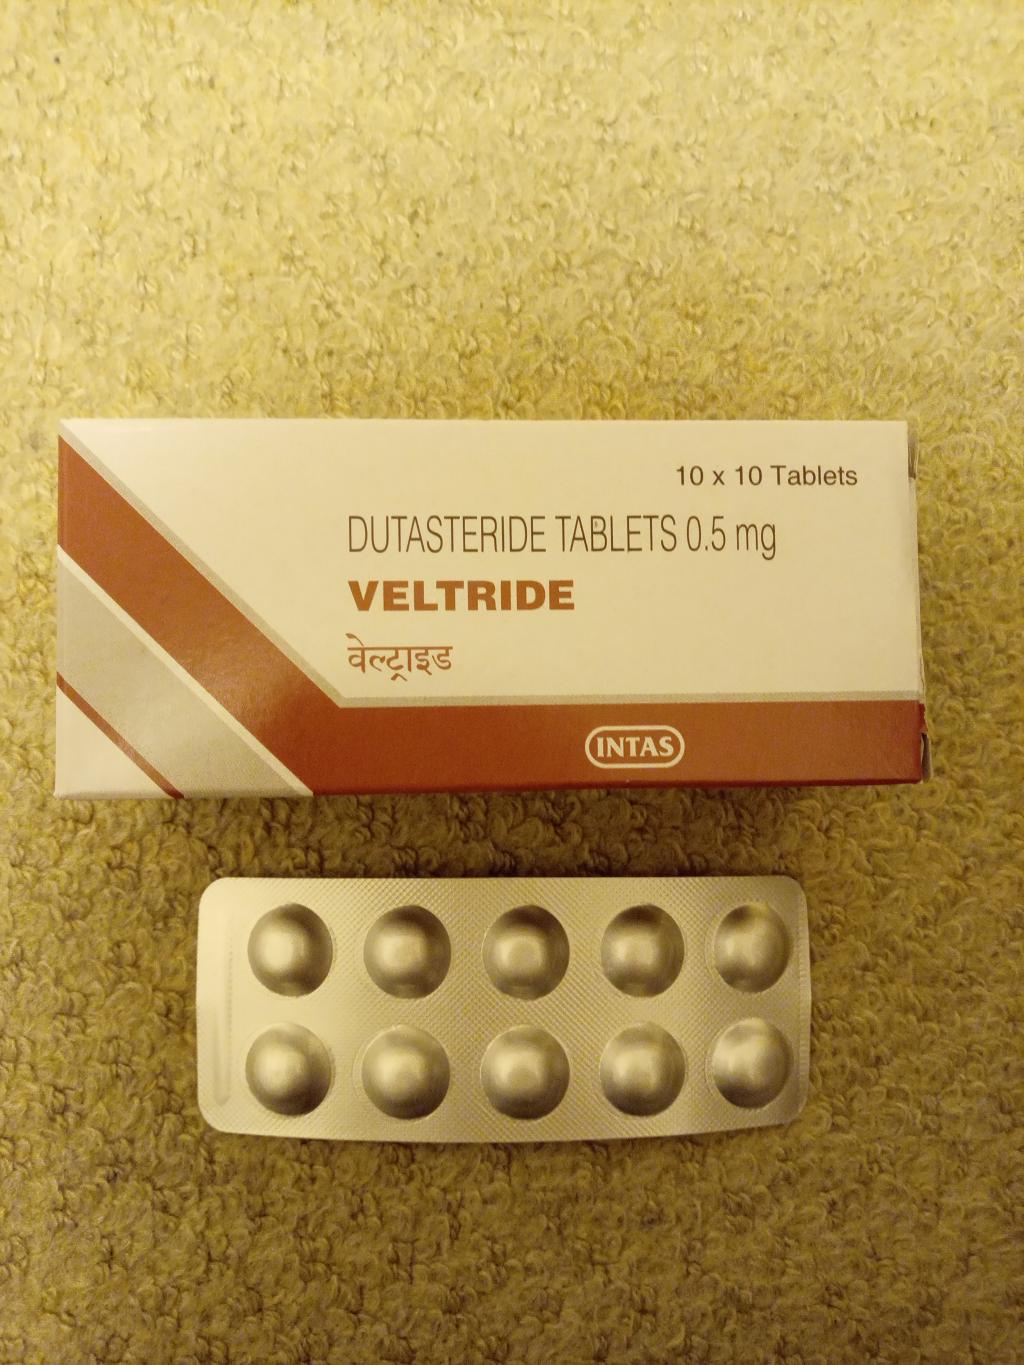 10 x 10 Tablets
DUTASTERIDE TABLETS 0.5 mg
VELTRIDE
वेल्ट्राइड
INTAS